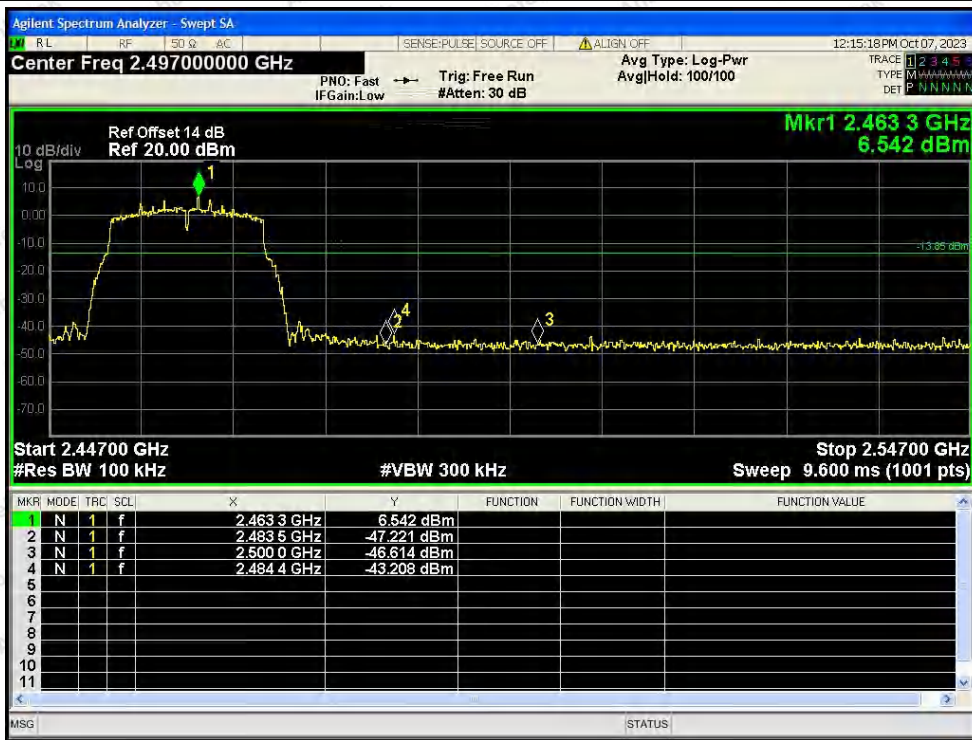 Agilent Spectrum Analyzer - Swept SA
RL RF 50 Ω AC SENSE:PULSE SOURCE OFF ALIGN OFF 12:15:18 PM Oct 07, 2023
Center Freq 2.497000000 GHz
PNO: Fast Trig: Free Run Avg Type: Log-Pwr TRACE 1 2 3 4 5 6
IFGain:Low #Atten: 30 dB Avg|Hold: 100/100 TYPE M
DET P N N N N N
Mkr1 2.463 3 GHz
6.542 dBm
Ref Offset 14 dB
10 dB/div Ref 20.00 dBm
Log
1
10.0
0.00
-10.0
-13.85 dBm
-20.0
-30.0
4
2
3
-40.0
-50.0
-60.0
-70.0
Start 2.44700 GHz Stop 2.54700 GHz
#Res BW 100 kHz #VBW 300 kHz Sweep 9.600 ms (1001 pts)
MKR MODE TRC SCL X Y FUNCTION FUNCTION WIDTH FUNCTION VALUE
1 N 1 f 2.463 3 GHz 6.542 dBm
2 N 1 f 2.483 5 GHz -47.221 dBm
3 N 1 f 2.500 0 GHz -46.614 dBm
4 N 1 f 2.484 4 GHz -43.208 dBm
5
6
7
8
9
10
11
MSG STATUS